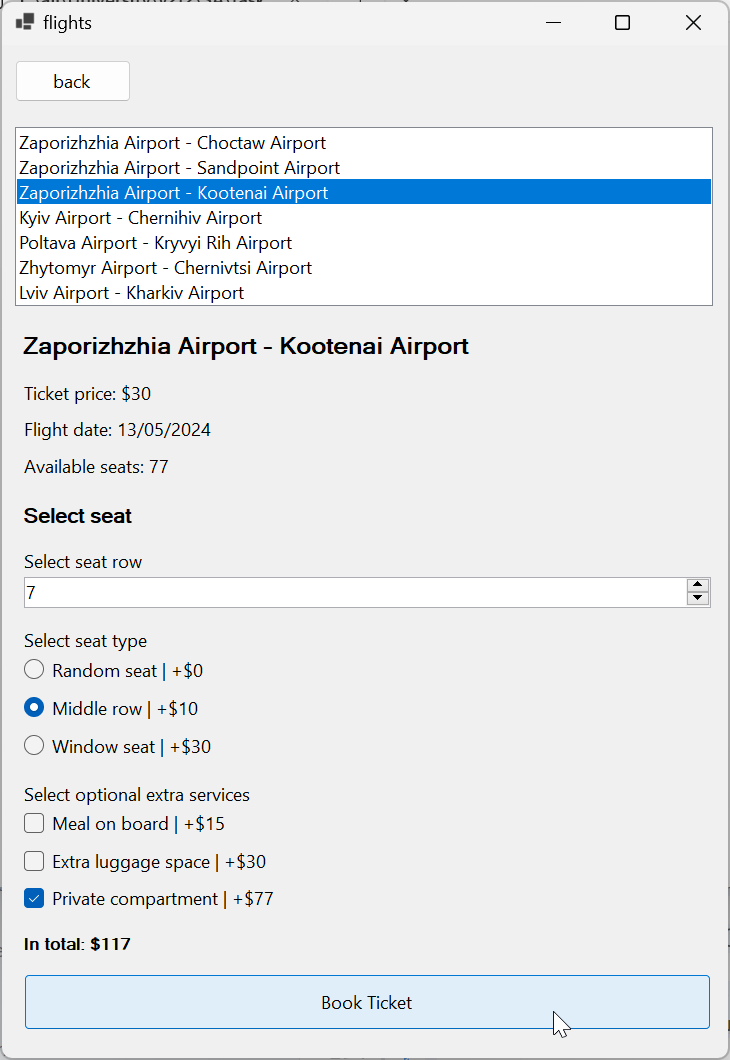 flights
back
Zaporizhzhia Airport - Choctaw Airport
Zaporizhzhia Airport - Sandpoint Airport
Zaporizhzhia Airport - Kootenai Airport
Kyiv Airport - Chernihiv Airport
Poltava Airport - Kryvyi Rih Airport
Zhytomyr Airport - Chernivtsi Airport
Lviv Airport - Kharkiv Airport
Zaporizhzhia Airport - Kootenai Airport
Ticket price: $30
Flight date: 13/05/2024
Available seats: 77
Select seat
Select seat row
7
Select seat type
Random seat | +$0
Middle row | +$10
Window seat | +$30
Select optional extra services
Meal on board | +$15
Extra luggage space | +$30
Private compartment | +$77
In total: $117
Book Ticket